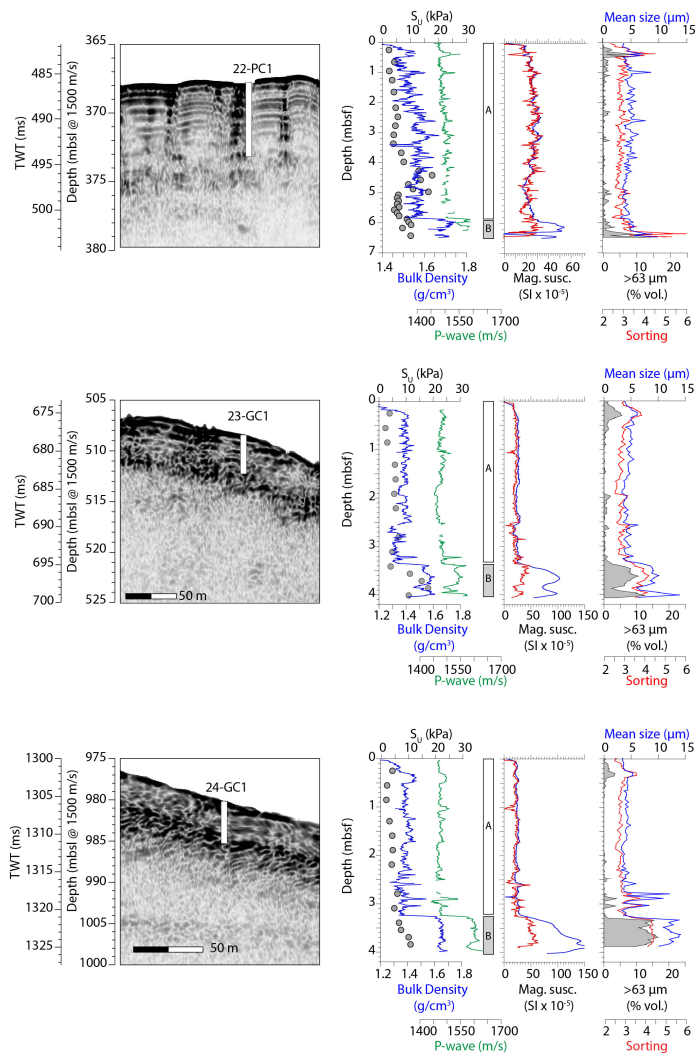 S_U (kPa)
0 10 20 30
Mean size (µm)
0 5 10 15
365
370
375
380
485
490
495
500
TWT (ms)
Depth (mbsl @ 1500 m/s)
22-PC1
0
1
2
3
4
5
6
7
Depth (mbsf)
A
B
1.4 1.6 1.8
Bulk Density
(g/cm³)
20 40 60
Mag. susc.
(SI x 10⁻⁵)
0 10 20
>63 µm
(% vol.)
1400 1550 1700
P-wave (m/s)
2 3 4 5 6
Sorting
S_U (kPa)
0 10 20 30
Mean size (µm)
0 5 10 15
505
510
515
520
525
675
680
685
690
695
700
TWT (ms)
Depth (mbsl @ 1500 m/s)
23-GC1
50 m
0
1
2
3
4
Depth (mbsf)
A
B
1.2 1.4 1.6 1.8
Bulk Density
(g/cm³)
0 50 100 150
Mag. susc.
(SI x 10⁻⁵)
0 10 20
>63 µm
(% vol.)
1400 1550 1700
P-wave (m/s)
2 3 4 5 6
Sorting
S_U (kPa)
0 10 20 30
Mean size (µm)
0 5 10 15
975
980
985
990
995
1005
1000
1300
1305
1310
1315
1320
1325
TWT (ms)
Depth (mbsl @ 1500 m/s)
24-GC1
50 m
0
1
2
3
4
Depth (mbsf)
A
B
1.2 1.4 1.6 1.8
Bulk Density
(g/cm³)
0 50 100 150
Mag. susc.
(SI x 10⁻⁵)
0 10 20
>63 µm
(% vol.)
1400 1550 1700
P-wave (m/s)
2 3 4 5 6
Sorting